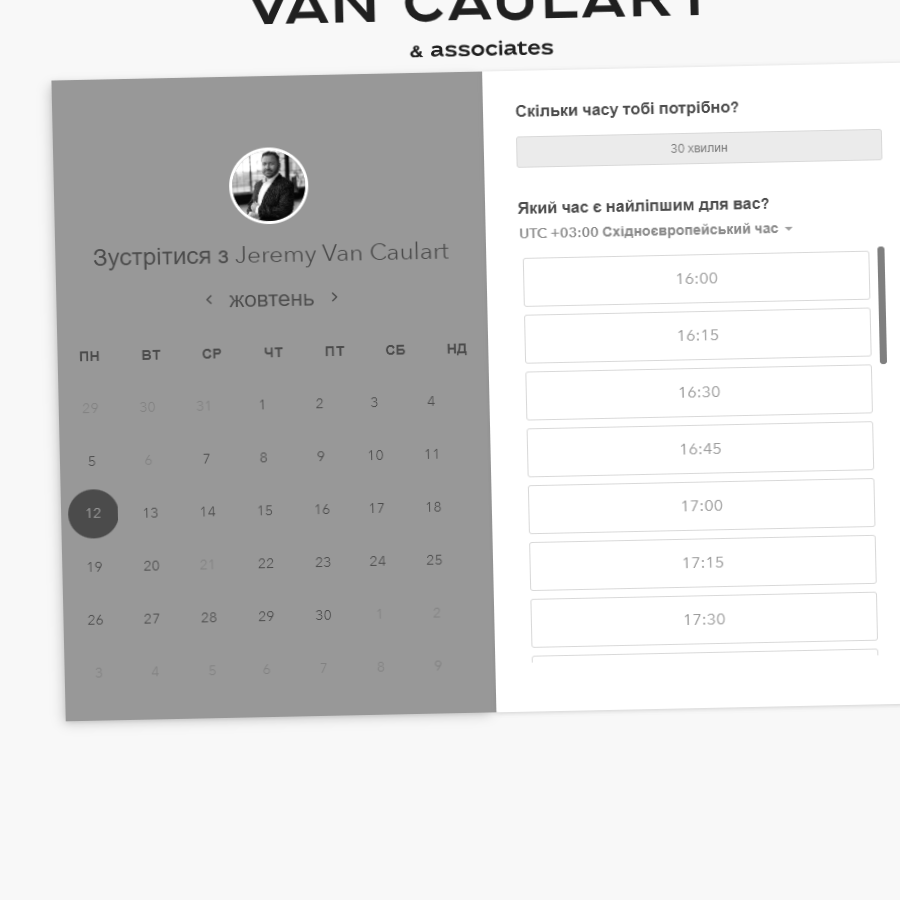 VAN CAULART
& associates
Зустрітися з Jeremy Van Caulart
жовтень
ПН ВТ СР ЧТ ПТ СБ НД
29 30 31 1 2 3 4
5 6 7 8 9 10 11
12 13 14 15 16 17 18
19 20 21 22 23 24 25
26 27 28 29 30 1 2
3 4 5 6 7 8 9
Скільки часу тобі потрібно?
30 хвилин
Який час є найліпшим для вас?
UTC +03:00 Східноєвропейський час
16:00
16:15
16:30
16:45
17:00
17:15
17:30